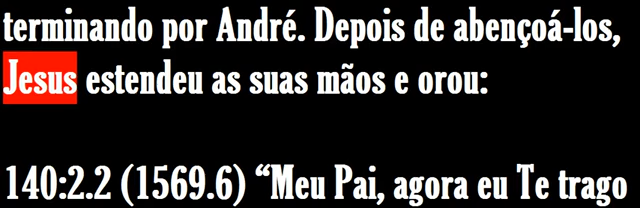 terminando por André. Depois de abençoá-los,
Jesus estendeu as suas mãos e orou:
140:2.2 (1569.6) “Meu Pai, agora eu Te trago